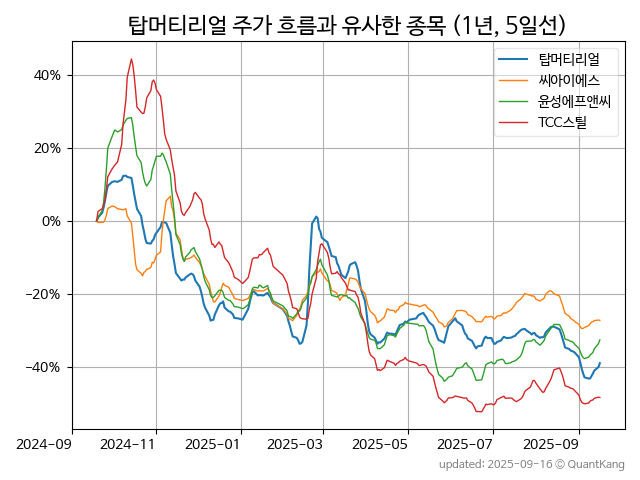 탑머티리얼 주가 흐름과 유사한 종목 (1년, 5일선)
탑머티리얼
씨아이에스
윤성에프앤씨
TCC스틸
40%
20%
0%
−20%
−40%
2024-09 2024-11 2025-01 2025-03 2025-05 2025-07 2025-09
updated: 2025-09-16 © QuantKang